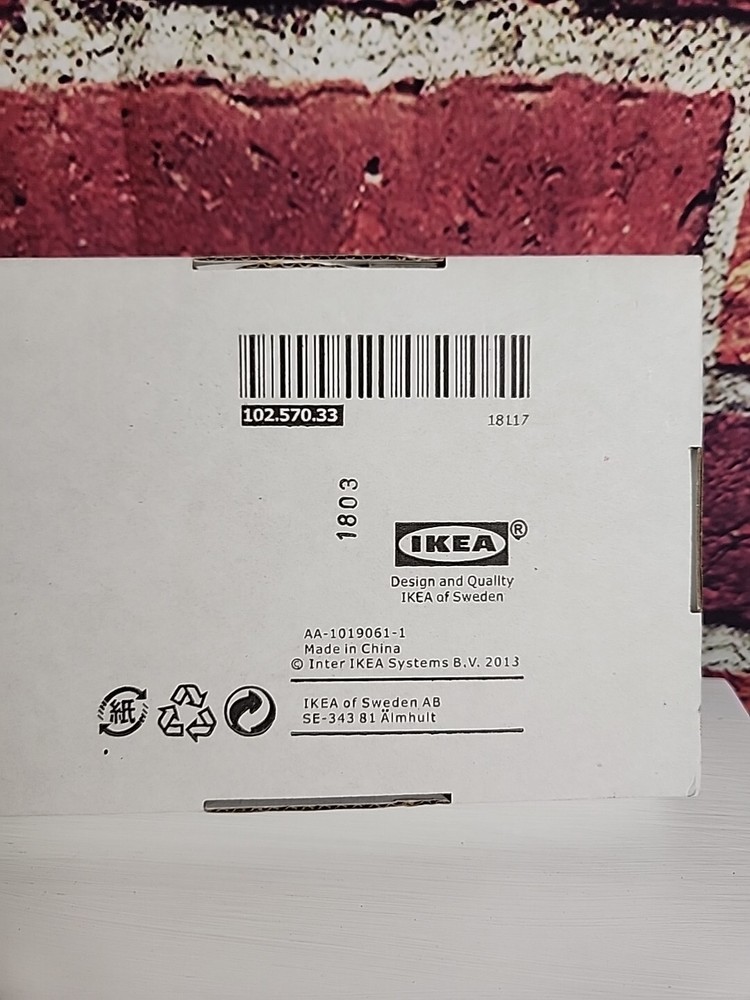 102.570.33
18L17
1803
IKEA®
Design and Quality
IKEA of Sweden
AA-1019061-1
Made in China
© Inter IKEA Systems B.V. 2013
紙
IKEA of Sweden AB
SE-343 81 Älmhult